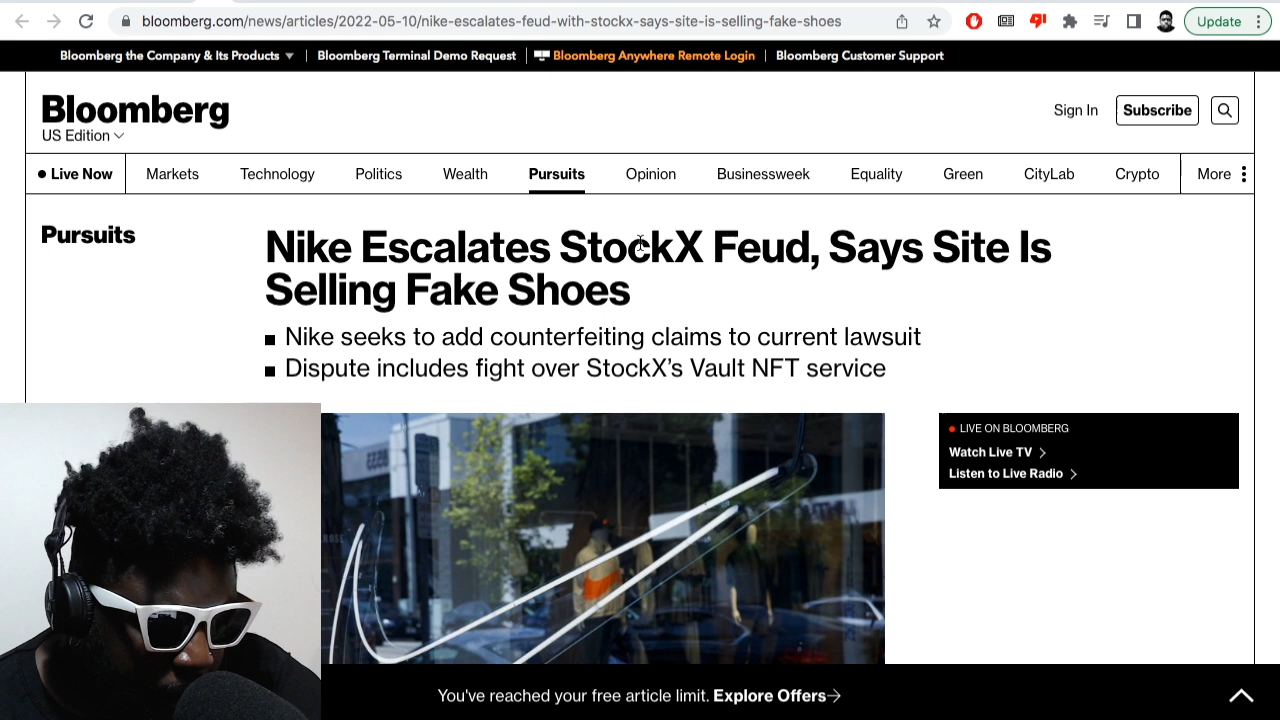 bloomberg.com/news/articles/2022-05-10/nike-escalates-feud-with-stockx-says-site-is-selling-fake-shoes
Update
Bloomberg the Company & Its Products
Bloomberg Terminal Demo Request
Bloomberg Anywhere Remote Login
Bloomberg Customer Support
Bloomberg
US Edition
Sign In
Subscribe
Live Now
Markets
Technology
Politics
Wealth
Pursuits
Opinion
Businessweek
Equality
Green
CityLab
Crypto
More
Pursuits
Nike Escalates StockX Feud, Says Site Is
Selling Fake Shoes
Nike seeks to add counterfeiting claims to current lawsuit
Dispute includes fight over StockX’s Vault NFT service
LIVE ON BLOOMBERG
Watch Live TV
Listen to Live Radio
You've reached your free article limit. Explore Offers